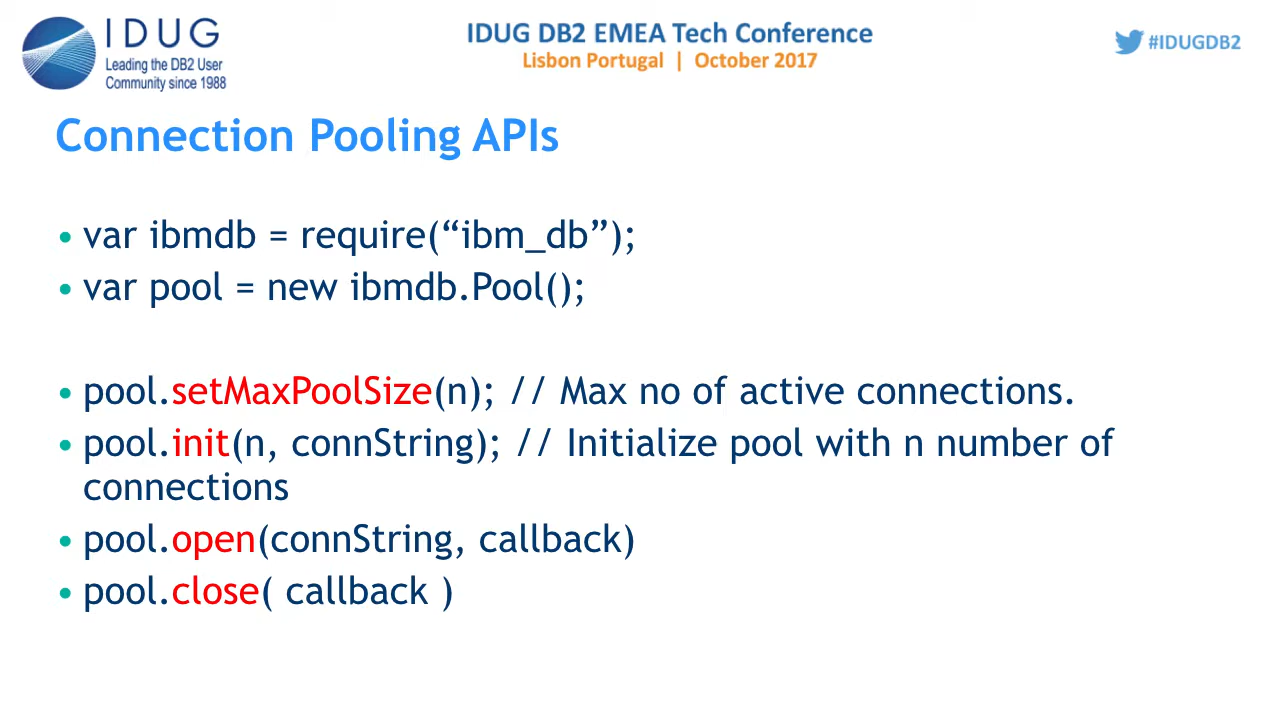 IDUG
Leading the DB2 User
Community since 1988
IDUG DB2 EMEA Tech Conference
Lisbon Portugal | October 2017
#IDUGDB2
Connection Pooling APIs
• var ibmdb = require(“ibm_db”);
• var pool = new ibmdb.Pool();
• pool.setMaxPoolSize(n); // Max no of active connections.
• pool.init(n, connString); // Initialize pool with n number of
connections
• pool.open(connString, callback)
• pool.close( callback )